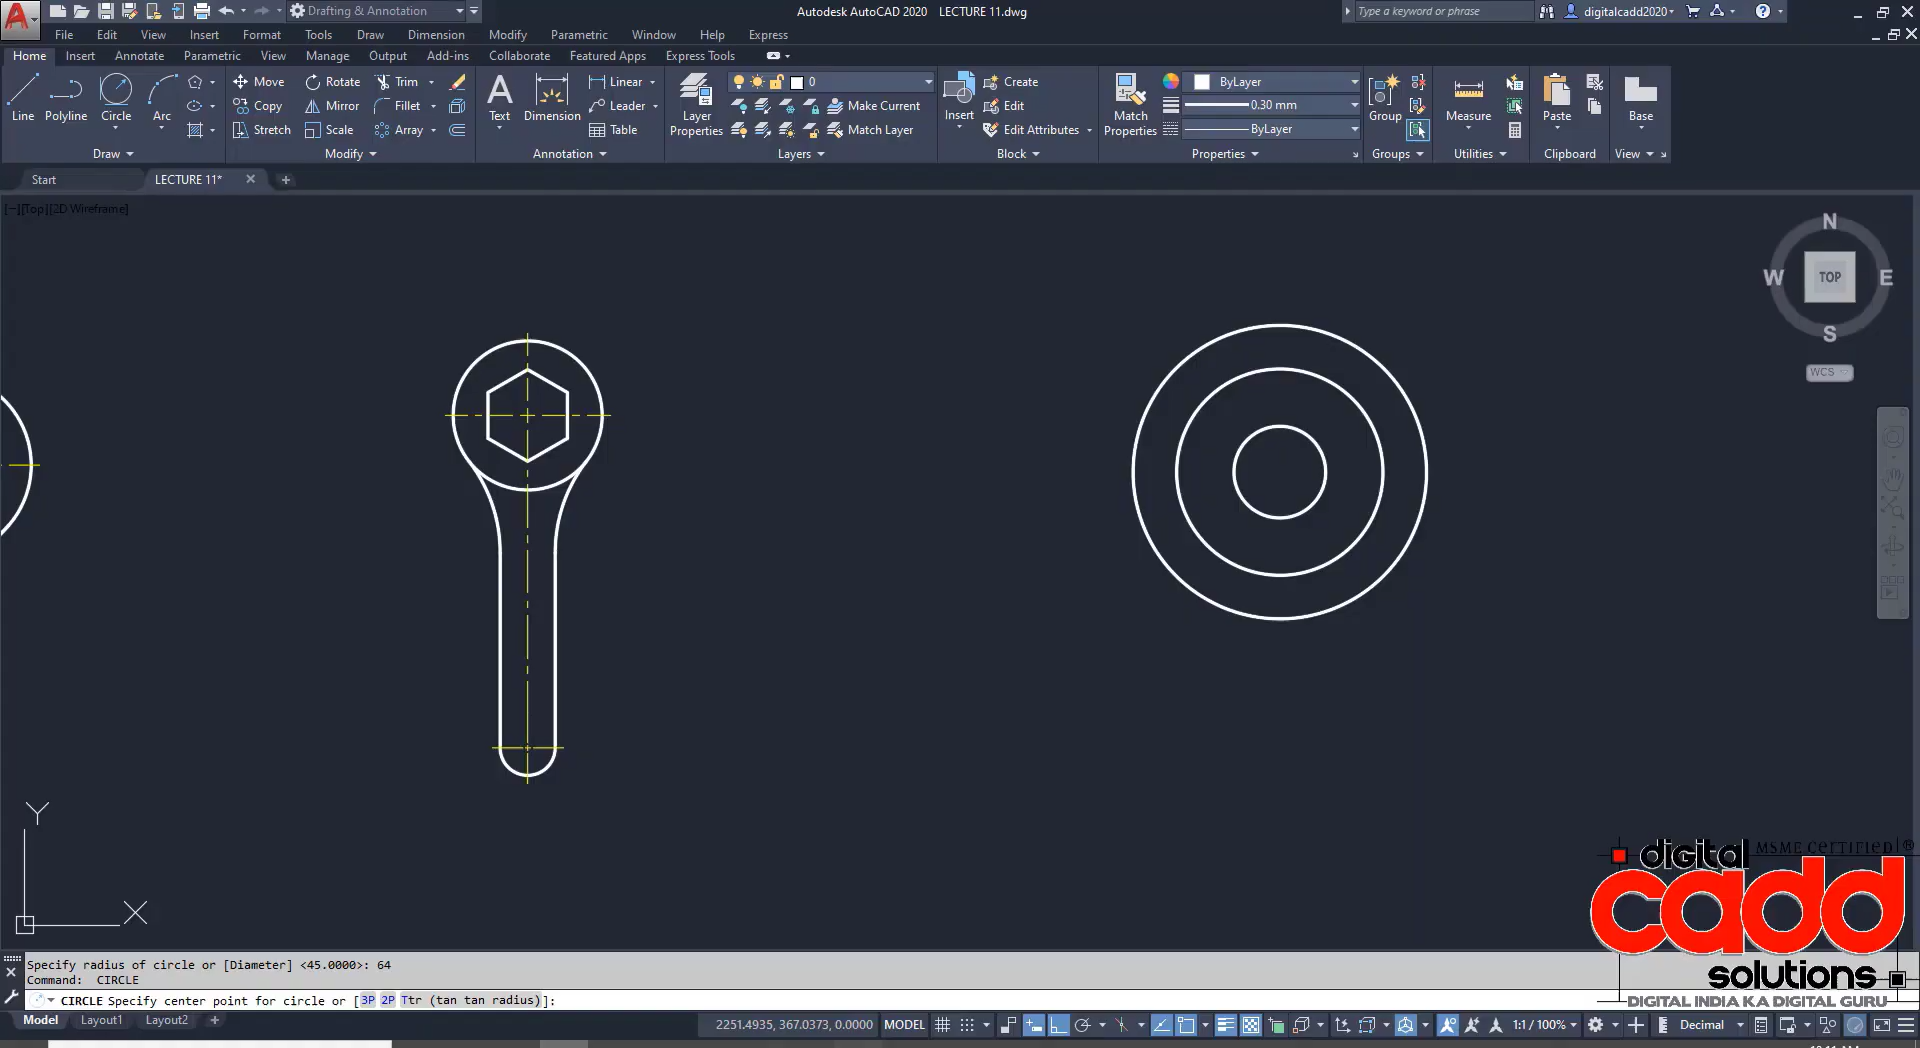 Drafting & Annotation
Autodesk AutoCAD 2020 LECTURE 11.dwg
Type a keyword or phrase
digitalcadd2020
File Edit View Insert Format Tools Draw Dimension Modify Parametric Window Help Express
Home Insert Annotate Parametric View Manage Output Add-ins Collaborate Featured Apps Express Tools
Line Polyline Circle Arc
Move Rotate Trim
Copy Mirror Fillet
Stretch Scale Array
Text Dimension
Linear
Leader
Table
Layer Properties
0
Make Current
Match Layer
Insert
Create
Edit
Edit Attributes
Match Properties
ByLayer
0.30 mm
ByLayer
Group
Measure
Paste
Base
Draw Modify Annotation Layers Block Properties Groups Utilities Clipboard View
Start LECTURE 11*
[−][Top][2D Wireframe]
N
W TOP E
S
WCS
Y
X
digital MSME Certified!®
cadd
solutions
DIGITAL INDIA KA DIGITAL GURU
Specify radius of circle or [Diameter] <45.0000>: 64
Command: CIRCLE
CIRCLE Specify center point for circle or [3P 2P Ttr (tan tan radius)]:
Model Layout1 Layout2
2251.4935, 367.0373, 0.0000 MODEL
1:1 / 100%
Decimal